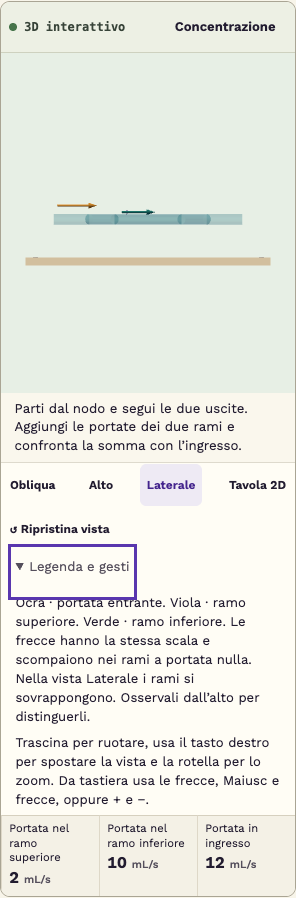 3D interattivo
Concentrazione
Parti dal nodo e segui le due uscite.
Aggiungi le portate dei due rami e
confronta la somma con l’ingresso.
Obliqua
Alto
Laterale
Tavola 2D
↺ Ripristina vista
▼ Legenda e gesti
Ocra · portata entrante. Viola · ramo
superiore. Verde · ramo inferiore. Le
frecce hanno la stessa scala e
scompaiono nei rami a portata nulla.
Nella vista Laterale i rami si
sovrappongono. Osservali dall’alto per
distinguerli.
Trascina per ruotare, usa il tasto destro
per spostare la vista e la rotella per lo
zoom. Da tastiera usa le frecce, Maiusc e
frecce, oppure + e −.
Portata nel
ramo
superiore
2 mL/s
Portata nel
ramo inferiore
10 mL/s
Portata in
ingresso
12 mL/s